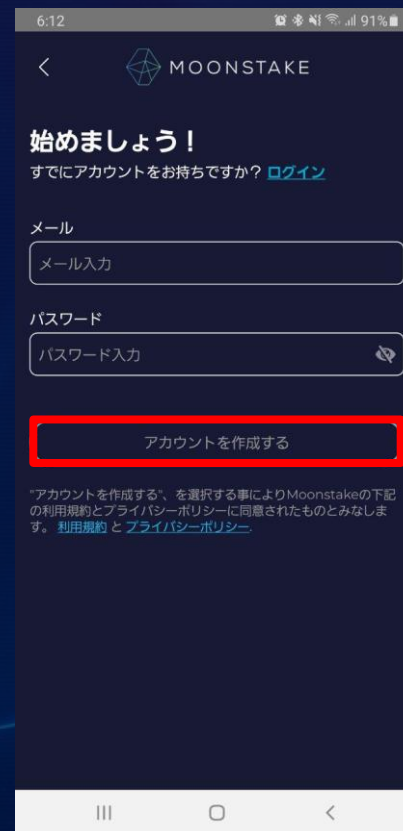 6:12 91%
MOONSTAKE
始めましょう！
すでにアカウントをお持ちですか？ ログイン
メール
メール入力
パスワード
パスワード入力
アカウントを作成する
"アカウントを作成する"、を選択する事によりMoonstakeの下記
の利用規約とプライバシーポリシーに同意されたものとみなしま
す。 利用規約 と プライバシーポリシー.